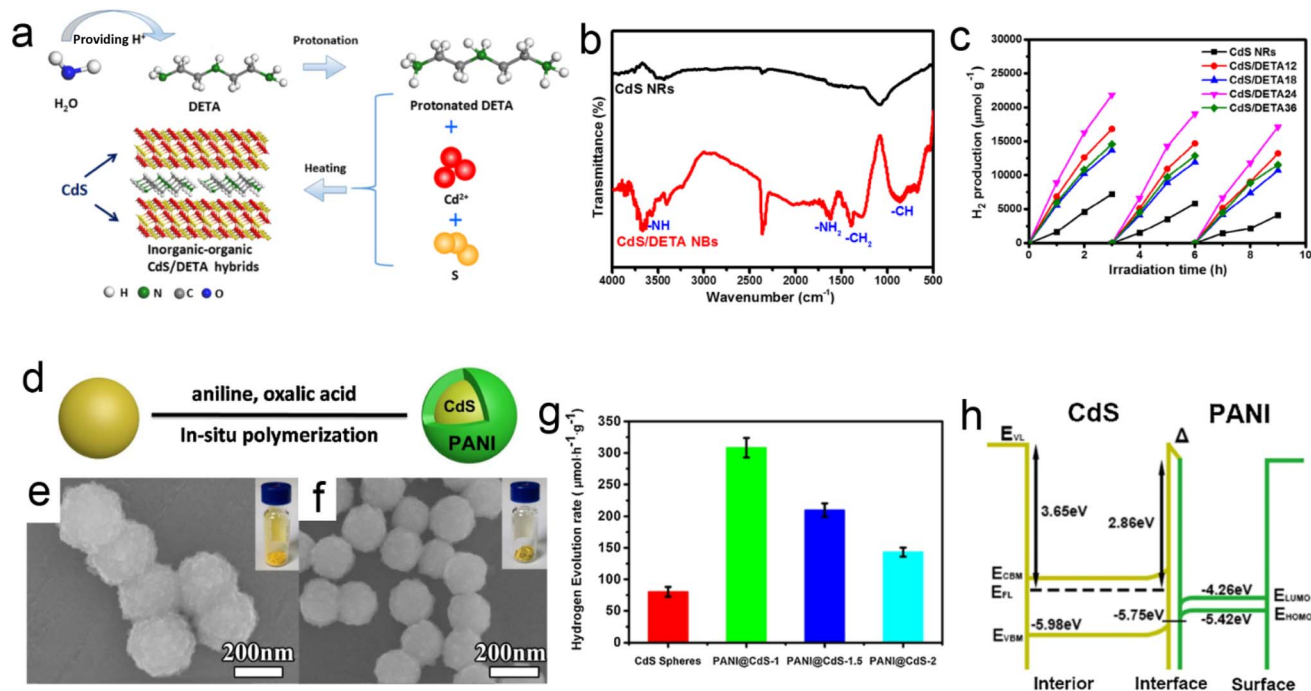 a
Providing H⁺
H₂O
DETA
Protonation
Protonated DETA
+
Cd²⁺
+
S
Heating
CdS
Inorganic-organic
CdS/DETA hybrids
H N C O
b
Transmittance (%)
CdS NRs
CdS/DETA NBs
-NH
-NH₂
-CH₂
-CH
4000 3500 3000 2500 2000 1500 1000 500
Wavenumber (cm⁻¹)
c
H₂ production (μmol g⁻¹)
30000
25000
20000
15000
10000
5000
0
CdS NRs
CdS/DETA12
CdS/DETA18
CdS/DETA24
CdS/DETA36
0 2 4 6 8 10
Irradiation time (h)
d
aniline, oxalic acid
In-situ polymerization
CdS
PANI
e
200nm
f
200nm
g
Hydrogen Evolution rate ( μmol·h⁻¹·g⁻¹)
350
300
250
200
150
100
50
0
CdS Spheres PANI@CdS-1 PANI@CdS-1.5 PANI@CdS-2
h
CdS PANI
EVL
Δ
3.65eV
2.86eV
ECBM
EFL
EVBM
-5.98eV
-5.75eV
-4.26eV
-5.42eV
ELUMO
EHOMO
Interior Interface Surface